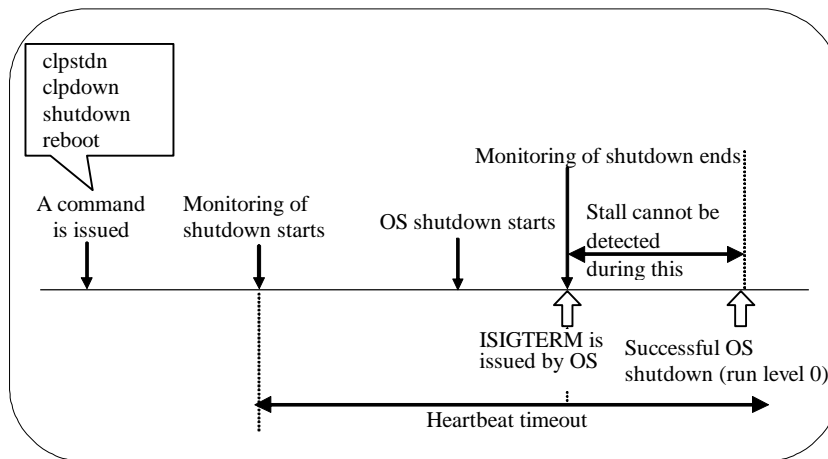 clpstdn
clpdown
shutdown
reboot
A command
is issued
Monitoring of
shutdown starts
OS shutdown starts
Monitoring of shutdown ends
Stall cannot be
detected
during this
ISIGTERM is
issued by OS
Successful OS
shutdown (run level 0)
Heartbeat timeout